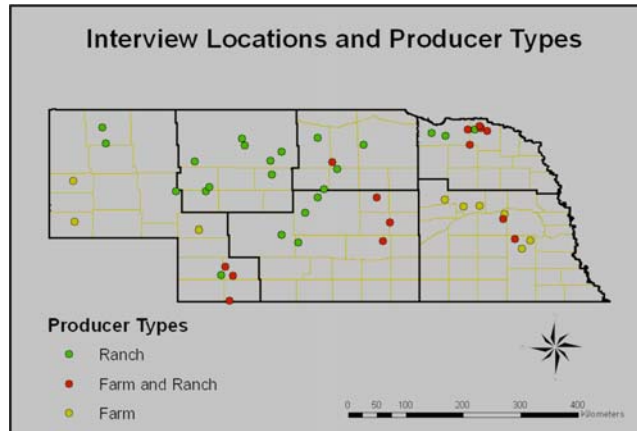 Interview Locations and Producer Types
Producer Types
Ranch
Farm and Ranch
Farm
0 25 50 100 200 300 400
Kilometers